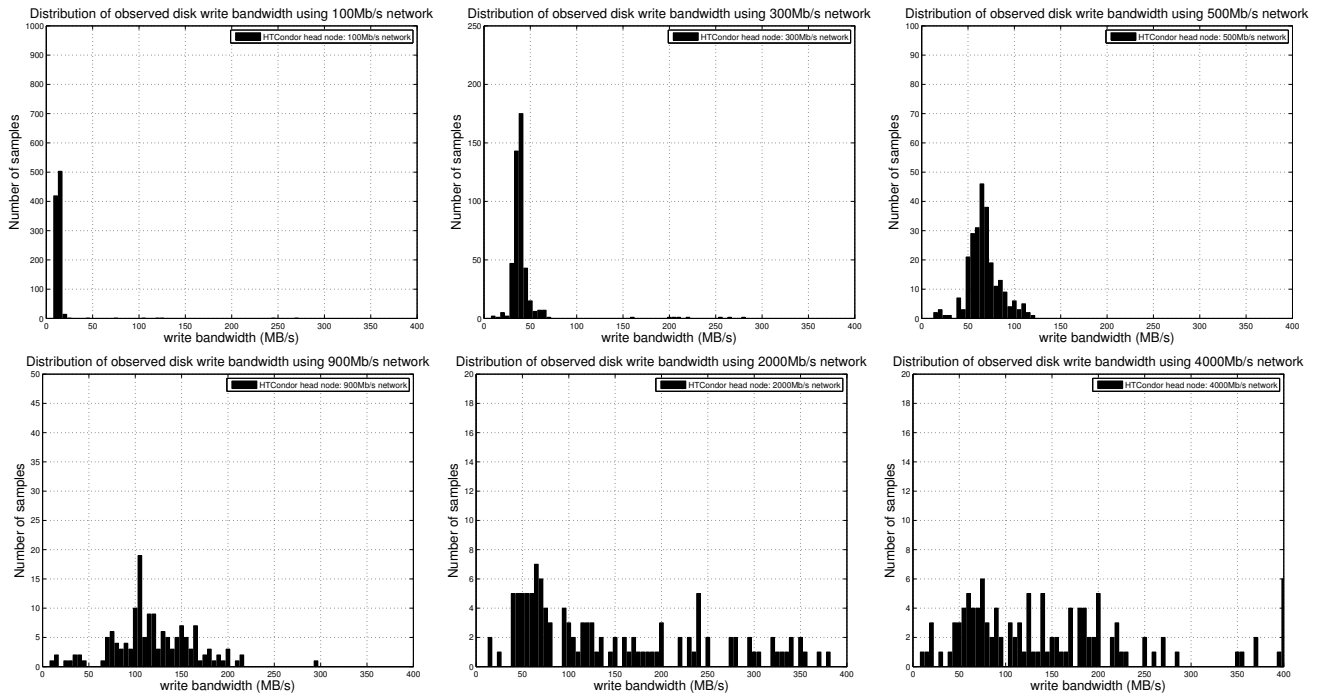 Distribution of observed disk write bandwidth using 100Mb/s network
HTCondor head node: 100Mb/s network
Number of samples
1000
900
800
700
600
500
400
300
200
100
0
0 50 100 150 200 250 300 350 400
write bandwidth (MB/s)
Distribution of observed disk write bandwidth using 300Mb/s network
HTCondor head node: 300Mb/s network
Number of samples
250
200
150
100
50
0
0 50 100 150 200 250 300 350 400
write bandwidth (MB/s)
Distribution of observed disk write bandwidth using 500Mb/s network
HTCondor head node: 500Mb/s network
Number of samples
100
90
80
70
60
50
40
30
20
10
0
0 50 100 150 200 250 300 350 400
write bandwidth (MB/s)
Distribution of observed disk write bandwidth using 900Mb/s network
HTCondor head node: 900Mb/s network
Number of samples
50
45
40
35
30
25
20
15
10
5
0
0 50 100 150 200 250 300 350 400
write bandwidth (MB/s)
Distribution of observed disk write bandwidth using 2000Mb/s network
HTCondor head node: 2000Mb/s network
Number of samples
20
18
16
14
12
10
8
6
4
2
0
0 50 100 150 200 250 300 350 400
write bandwidth (MB/s)
Distribution of observed disk write bandwidth using 4000Mb/s network
HTCondor head node: 4000Mb/s network
Number of samples
20
18
16
14
12
10
8
6
4
2
0
0 50 100 150 200 250 300 350 400
write bandwidth (MB/s)